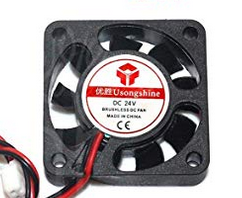 优胜Usongshine
DC 24V
BRUSHLESS DC FAN
MADE IN CHINA
CE